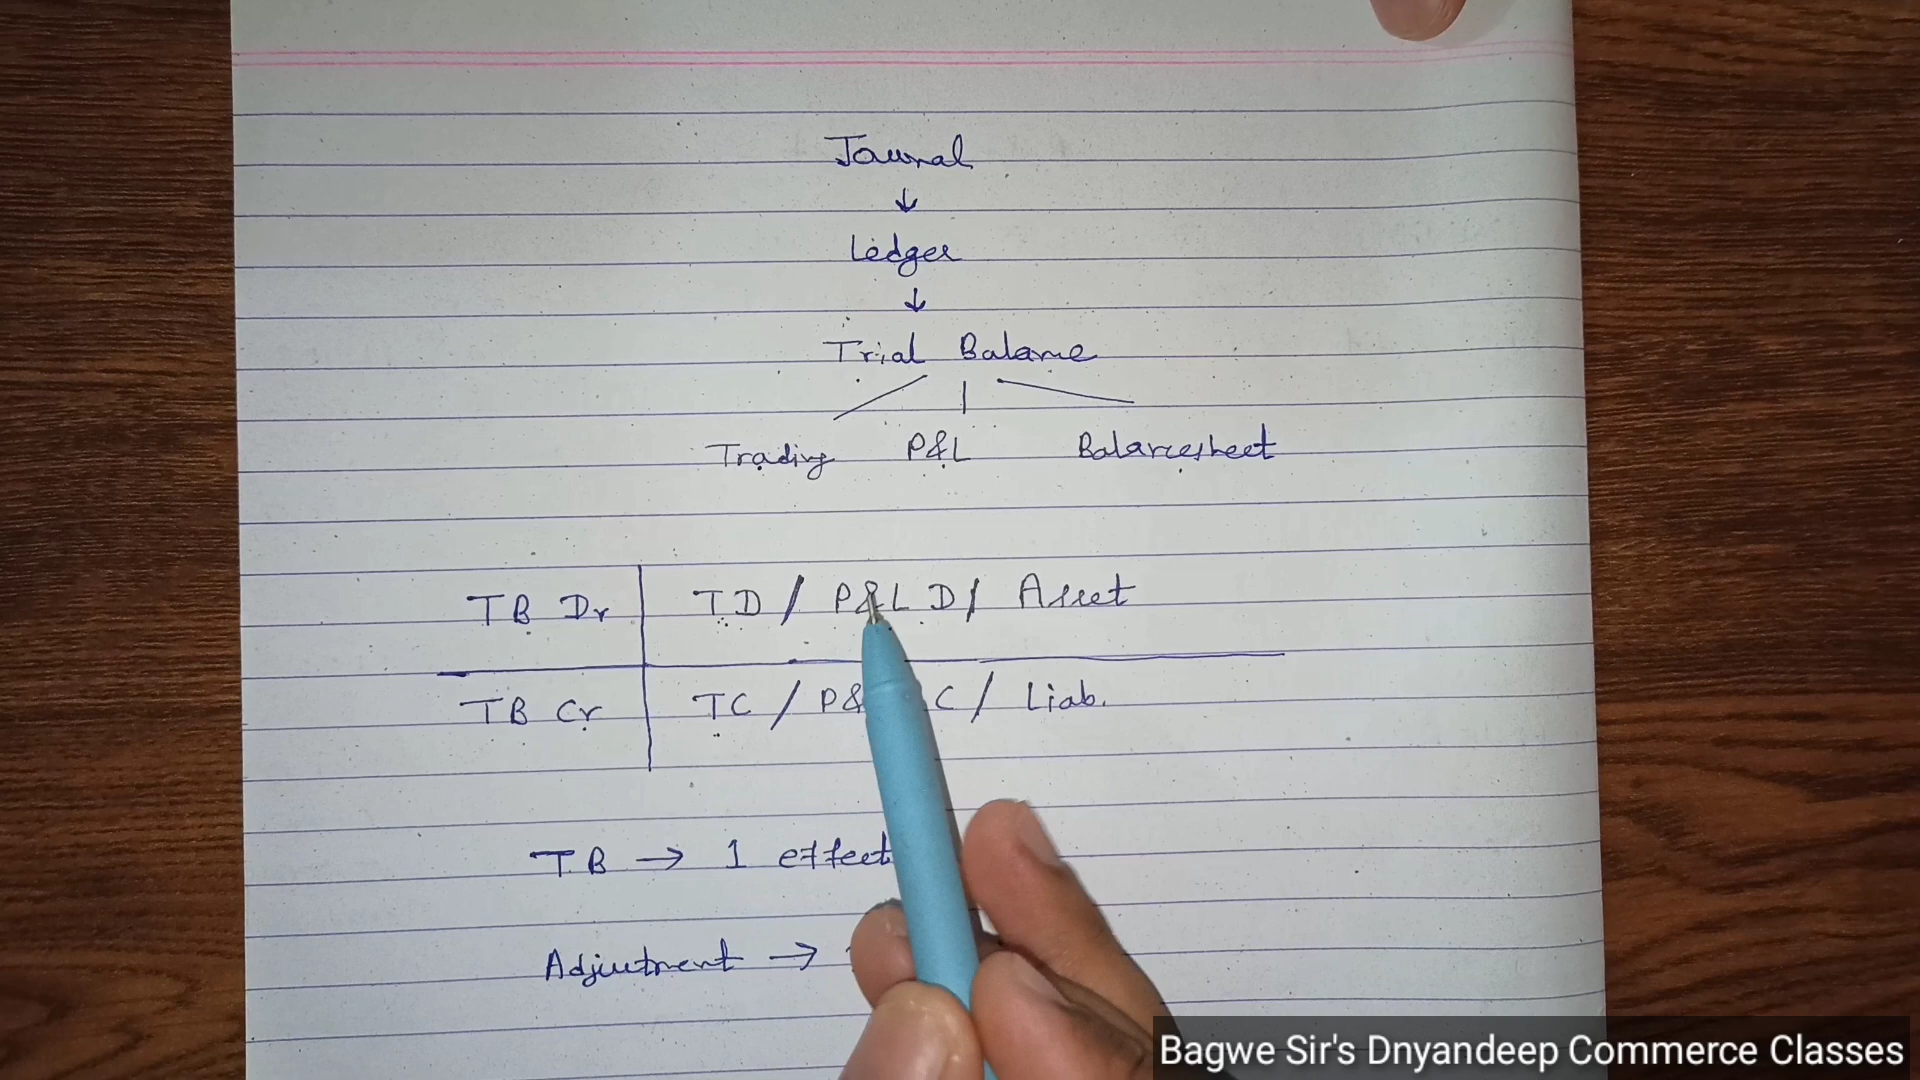 Journal
↓
Ledger
↓
Trial Balance
Trading P&L Balancesheet
TB Dr TD / P&L D/ Asset
TB Cr TC / P& C / Liab.
TB → 1 effect
Adjustment →
Bagwe Sir's Dnyandeep Commerce Classes